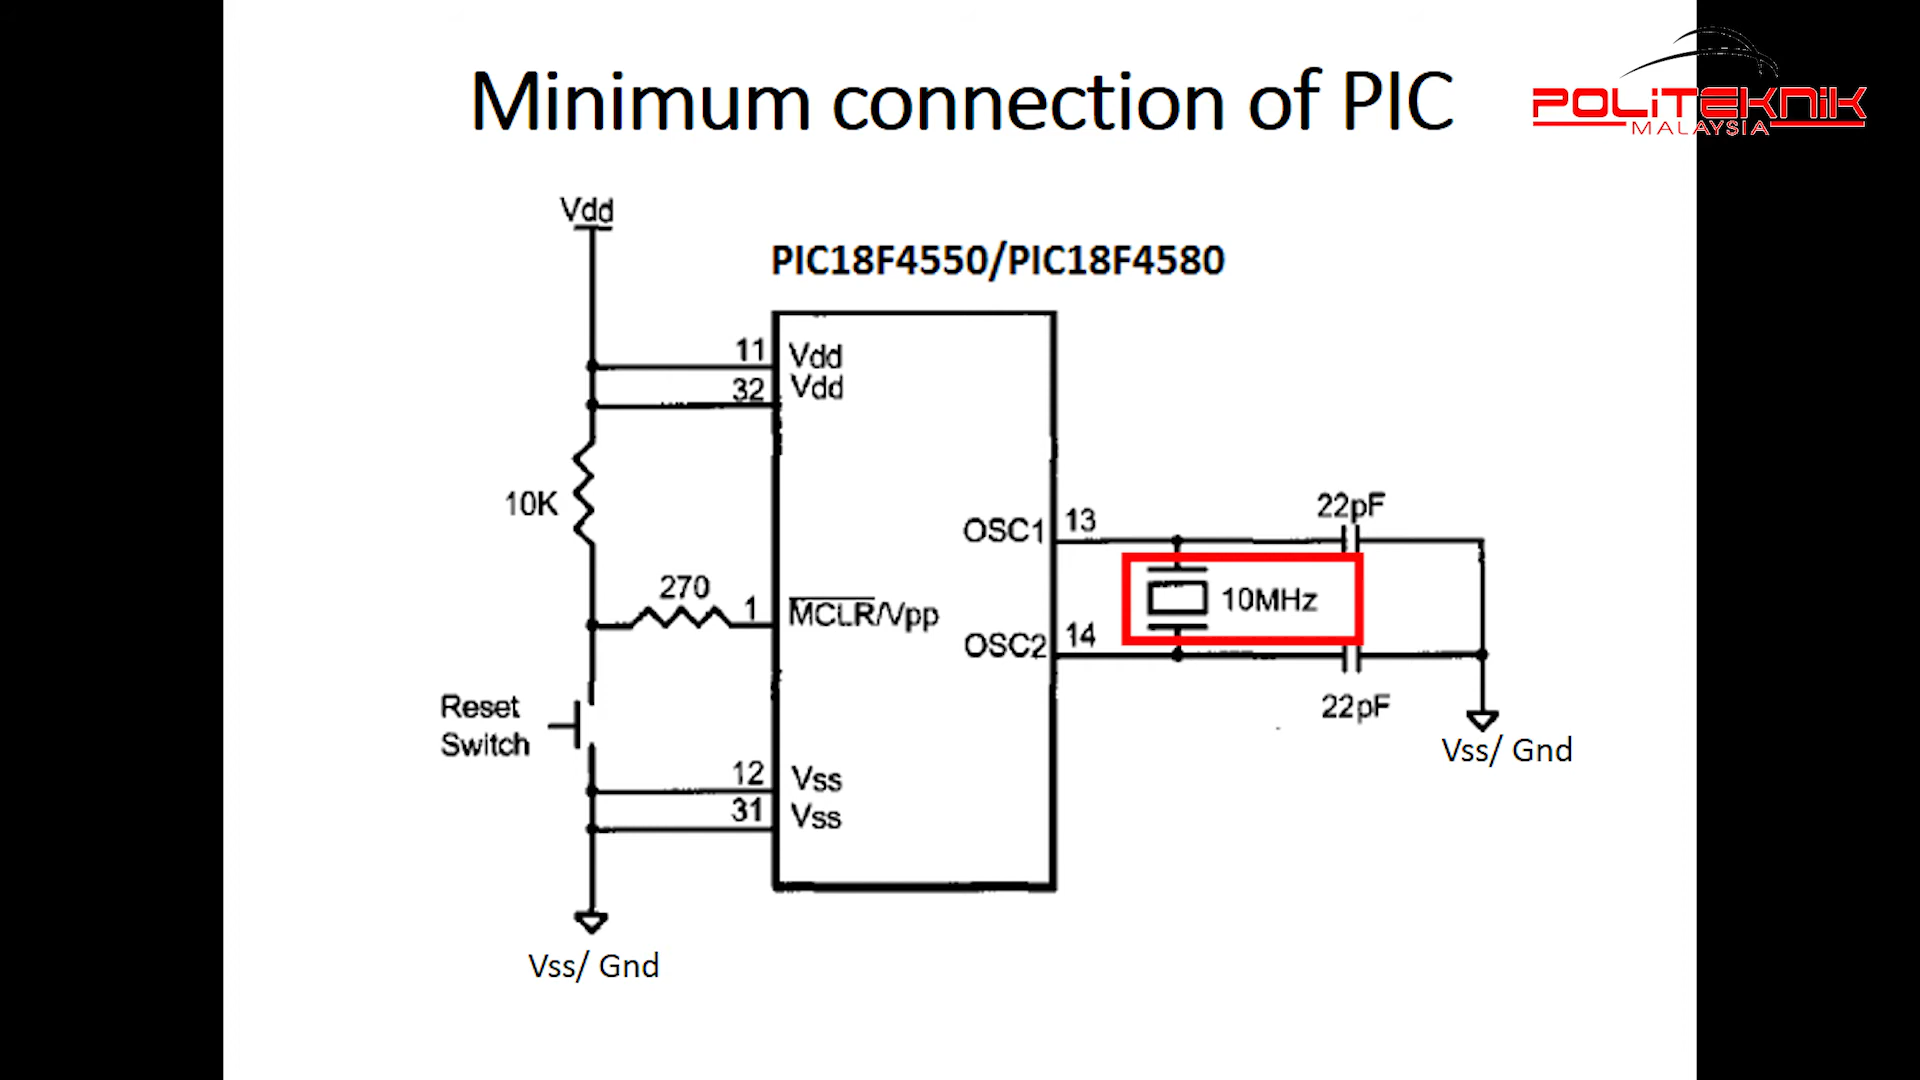 Minimum connection of PIC
POLiTEKNiK
MALAYSIA
Vdd
PIC18F4550/PIC18F4580
11 Vdd
32 Vdd
10K
270
1 MCLR/Vpp
OSC1 13
22pF
10MHz
OSC2 14
22pF
Reset
Switch
Vss/ Gnd
12 Vss
31 Vss
Vss/ Gnd